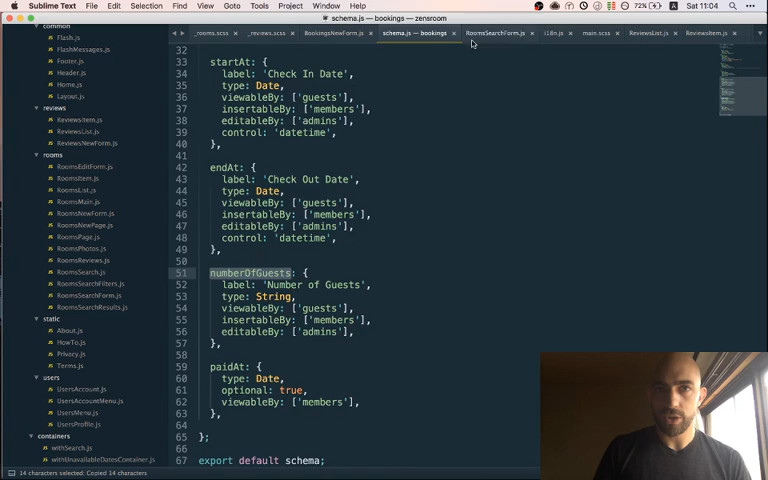 Sublime Text File Edit Selection Find View Goto Tools Project Window Help 72% Sat 11:04
schema.js — bookings — zensroom
_rooms.scss × _reviews.scss × BookingsNewForm.js × schema.js — bookings × RoomsSearchForm.js × i18n.js × main.scss × ReviewsList.js × ReviewsItem.js ×
common
Flash.js
FlashMessages.js
Footer.js
Header.js
Home.js
Layout.js
reviews
ReviewsItem.js
ReviewsList.js
ReviewsNewForm.js
rooms
RoomsEditForm.js
RoomsItem.js
RoomsList.js
RoomsMain.js
RoomsNewForm.js
RoomsNewPage.js
RoomsPage.js
RoomsPhotos.js
RoomsReviews.js
RoomsSearch.js
RoomsSearchFilters.js
RoomsSearchForm.js
RoomsSearchResults.js
static
About.js
HowTo.js
Privacy.js
Terms.js
users
UsersAccount.js
UsersAccountMenu.js
UsersMenu.js
UsersProfile.js
containers
withSearch.js
withUnavailableDatesContainer.js
32
33 startAt: {
34 label: 'Check In Date',
35 type: Date,
36 viewableBy: ['guests'],
37 insertableBy: ['members'],
38 editableBy: ['admins'],
39 control: 'datetime',
40 },
41
42 endAt: {
43 label: 'Check Out Date',
44 type: Date,
45 viewableBy: ['guests'],
46 insertableBy: ['members'],
47 editableBy: ['admins'],
48 control: 'datetime',
49 },
50
51 numberOfGuests: {
52 label: 'Number of Guests',
53 type: String,
54 viewableBy: ['guests'],
55 insertableBy: ['members'],
56 editableBy: ['admins'],
57 },
58
59 paidAt: {
60 type: Date,
61 optional: true,
62 viewableBy: ['members'],
63 },
64
65 };
66
67 export default schema;
14 characters selected: Copied 14 characters